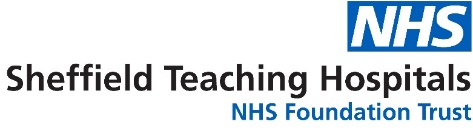 NHS
Sheffield Teaching Hospitals
NHS Foundation Trust